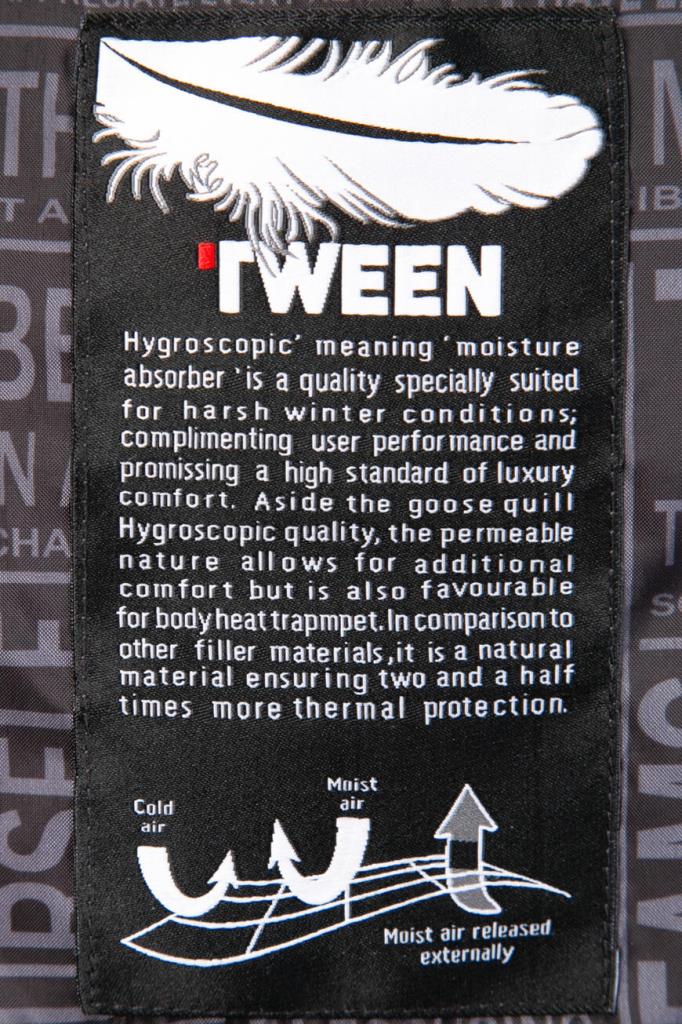 'TWEEN
Hygroscopic' meaning 'moisture
absorber 'is a quality specially suited
for harsh winter conditions;
complimenting user performance and
promissing a high standard of luxury
comfort. Aside the goose quill
Hygroscopic quality, the permeable
nature allows for additional
comfort but is also favourable
for body heat trapmpet. In comparison to
other filler materials, it is a natural
material ensuring two and a half
times more thermal protection.
Moist
air
Cold
air
Moist air released
externally